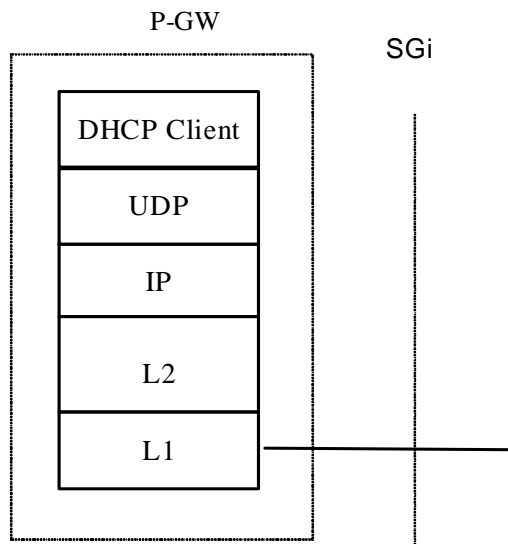 P-GW
SGi
DHCP Client
UDP
IP
L2
L1